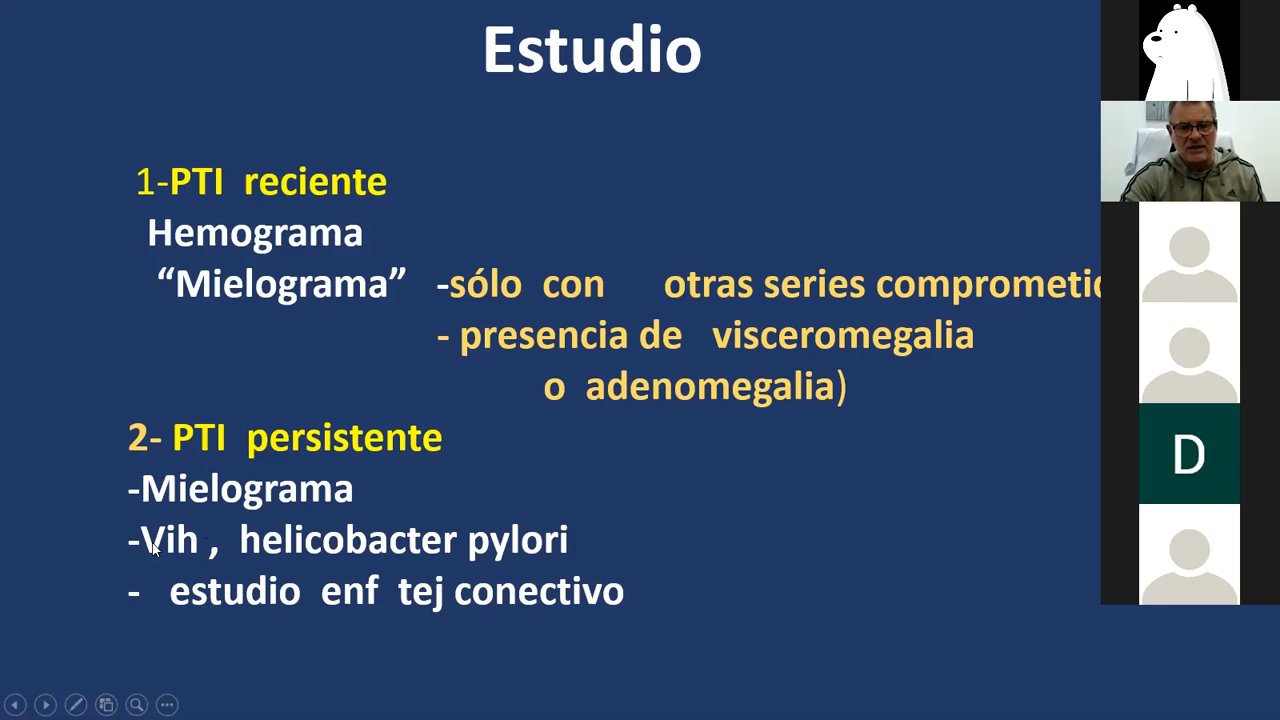 Estudio
1-PTI reciente
Hemograma
“Mielograma” -sólo con otras series
- presencia de visceromegalia
o adenomegalia)
2- PTI persistente
-Mielograma
-Vih , helicobacter pylori
- estudio enf tej conectivo
D